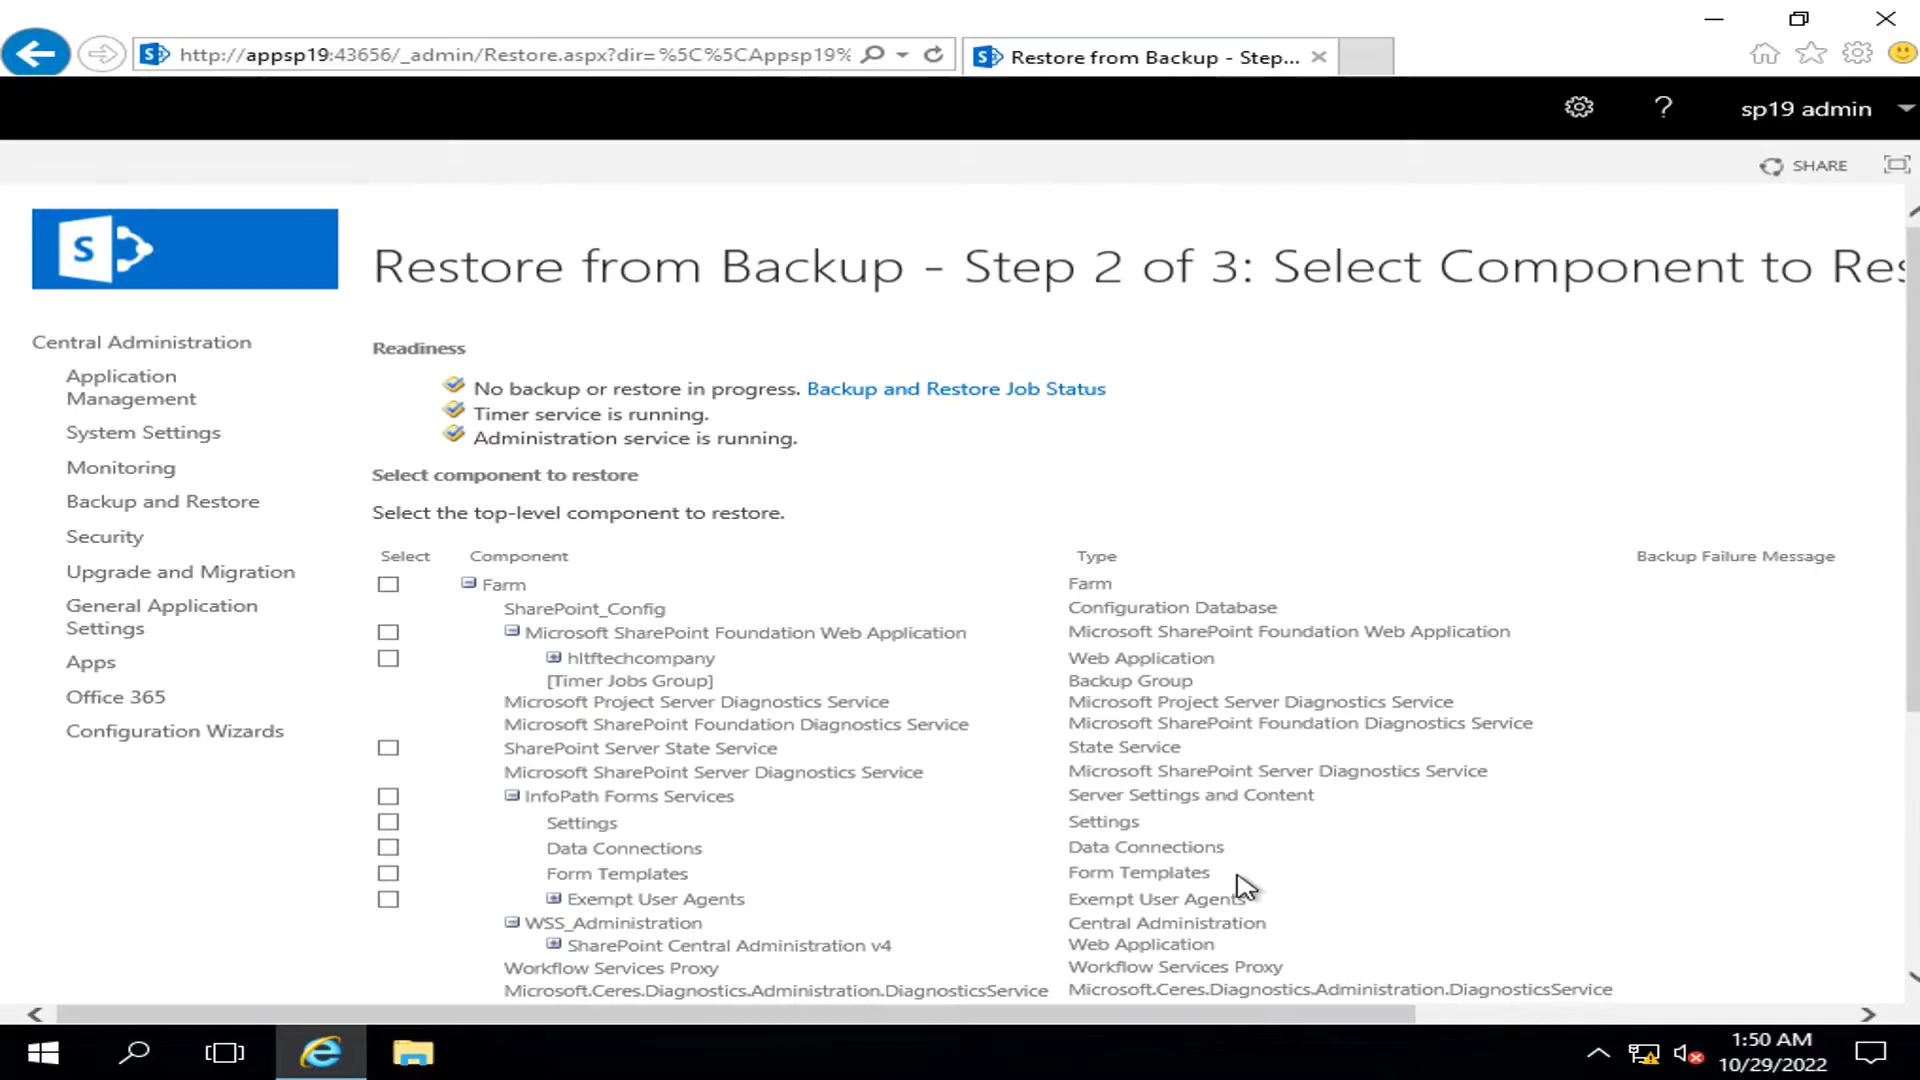 http://appsp19:43656/_admin/Restore.aspx?dir=%5C%5CAppsp19%
Restore from Backup - Step...
sp19 admin
SHARE
S
Restore from Backup - Step 2 of 3: Select Component to Res
Central Administration
Application
Management
System Settings
Monitoring
Backup and Restore
Security
Upgrade and Migration
General Application
Settings
Apps
Office 365
Configuration Wizards
Readiness
No backup or restore in progress. Backup and Restore Job Status
Timer service is running.
Administration service is running.
Select component to restore
Select the top-level component to restore.
Select Component Type Backup Failure Message
Farm Farm
SharePoint_Config Configuration Database
Microsoft SharePoint Foundation Web Application Microsoft SharePoint Foundation Web Application
hltftechcompany Web Application
[Timer Jobs Group] Backup Group
Microsoft Project Server Diagnostics Service Microsoft Project Server Diagnostics Service
Microsoft SharePoint Foundation Diagnostics Service Microsoft SharePoint Foundation Diagnostics Service
SharePoint Server State Service State Service
Microsoft SharePoint Server Diagnostics Service Microsoft SharePoint Server Diagnostics Service
InfoPath Forms Services Server Settings and Content
Settings Settings
Data Connections Data Connections
Form Templates Form Templates
Exempt User Agents Exempt User Agents
WSS_Administration Central Administration
SharePoint Central Administration v4 Web Application
Workflow Services Proxy Workflow Services Proxy
Microsoft.Ceres.Diagnostics.Administration.DiagnosticsService Microsoft.Ceres.Diagnostics.Administration.DiagnosticsService
1:50 AM
10/29/2022